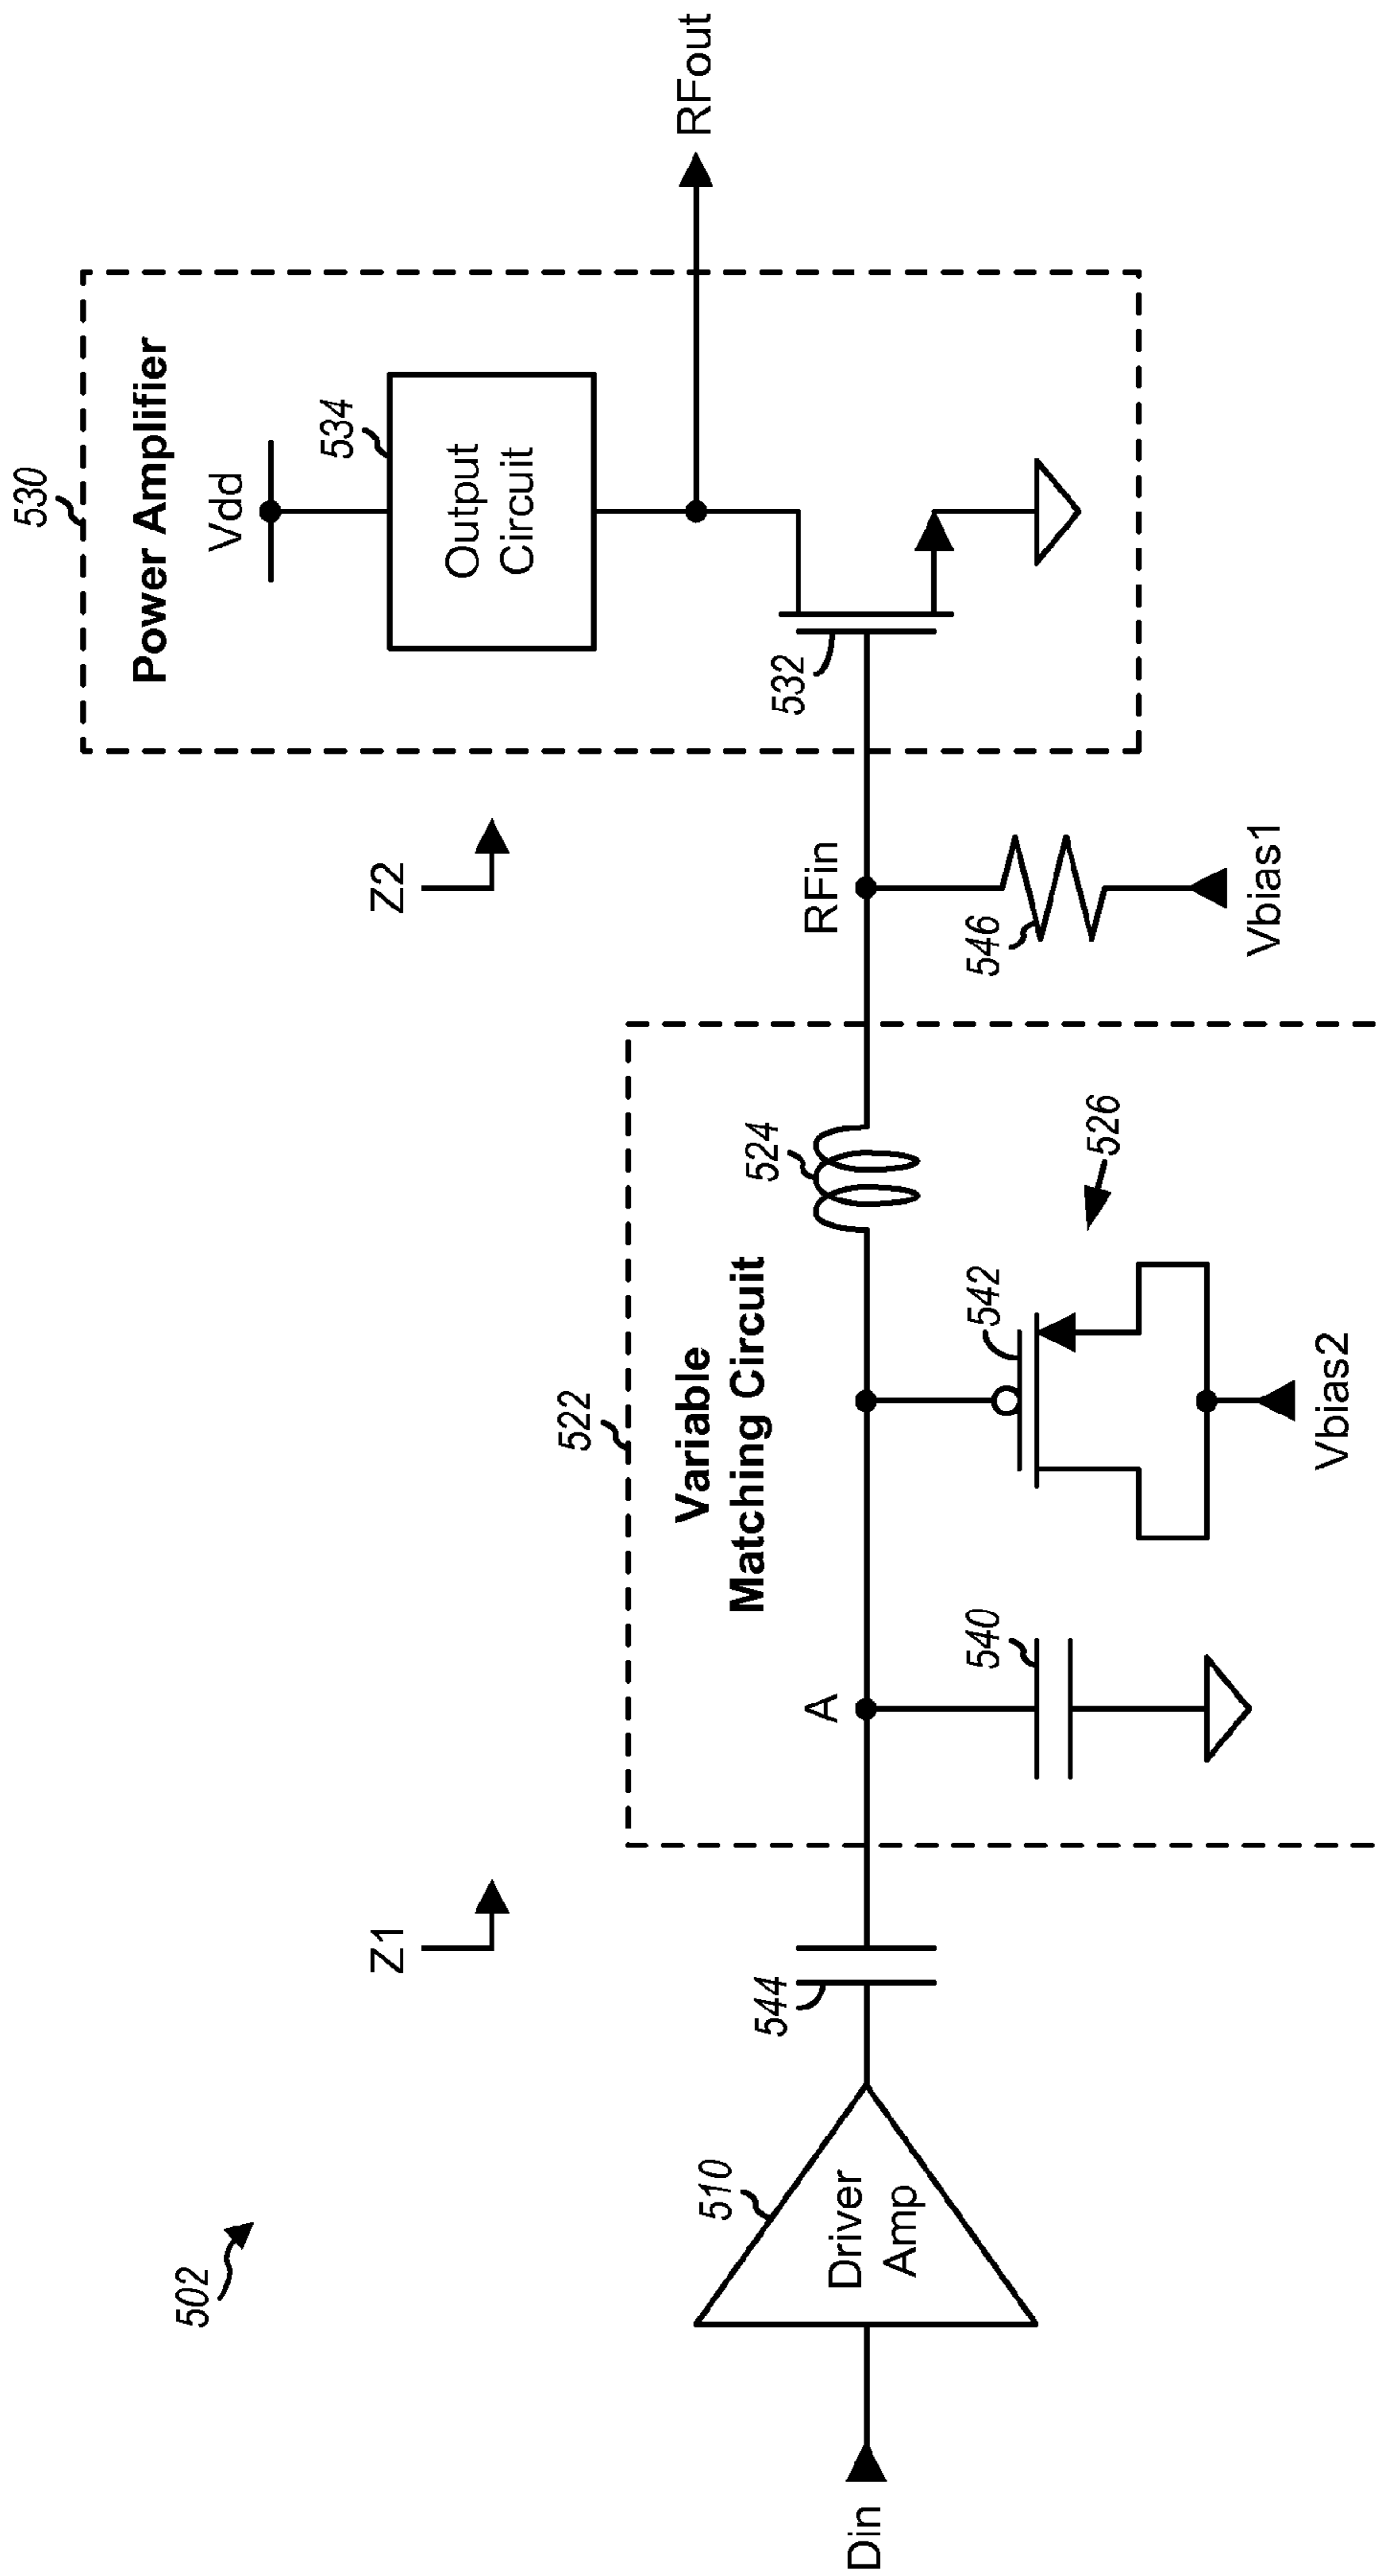 502
Din
510
Driver
Amp
544
Z1
522
Variable
Matching Circuit
A
540
542
526
Vbias2
524
RFin
546
Vbias1
Z2
530
Power Amplifier
Vdd
534
Output
Circuit
532
RFout